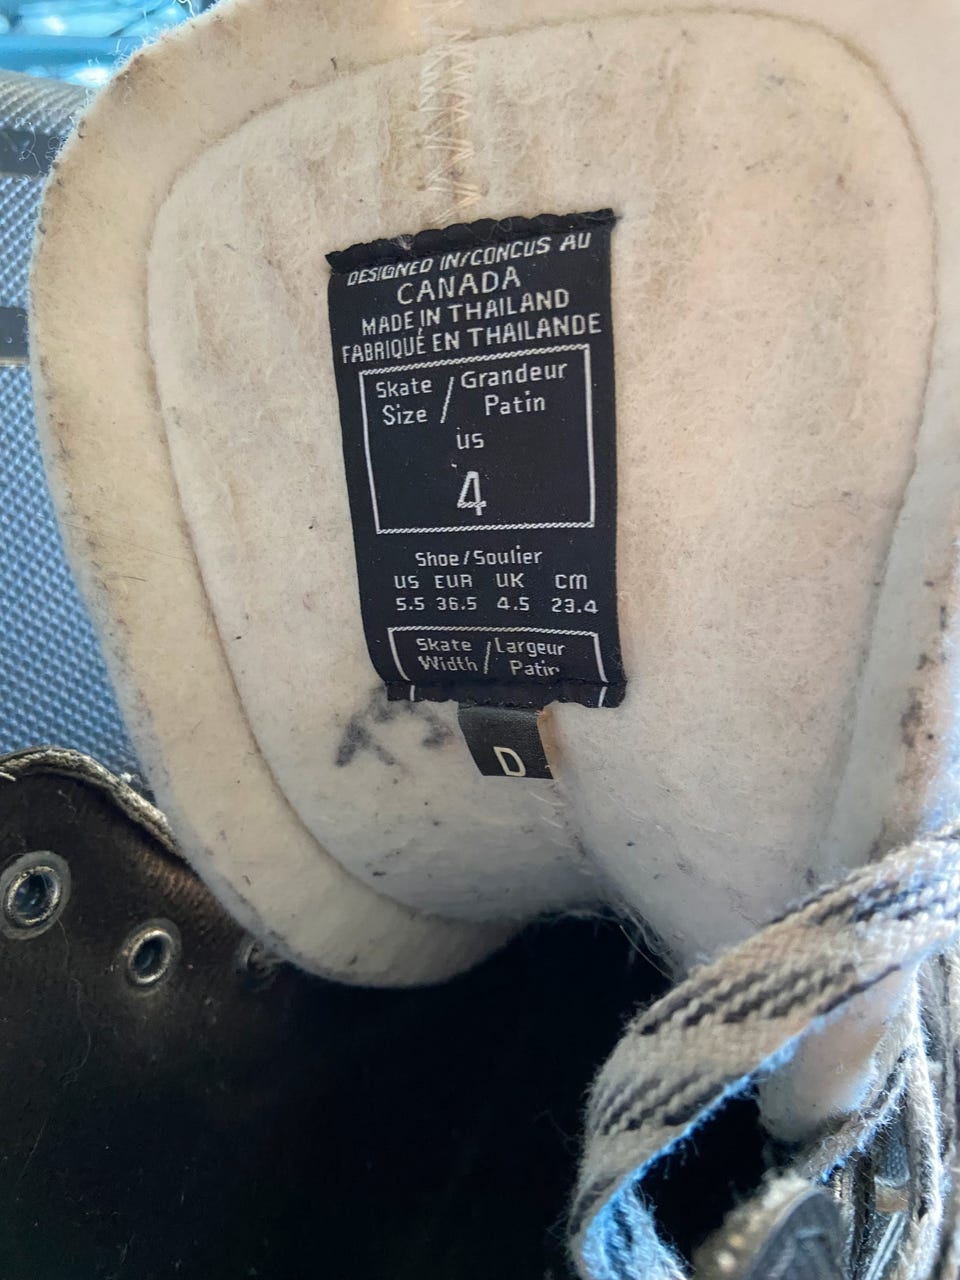 DESIGNED IN/CONCUS AU
CANADA
MADE IN THAILAND
FABRIQUÉ EN THAILANDE
Skate Size / Grandeur Patin
US
4
Shoe/Soulier
US EUR UK CM
5.5 36.5 4.5 23.4
Skate Width / Largeur Patin
D